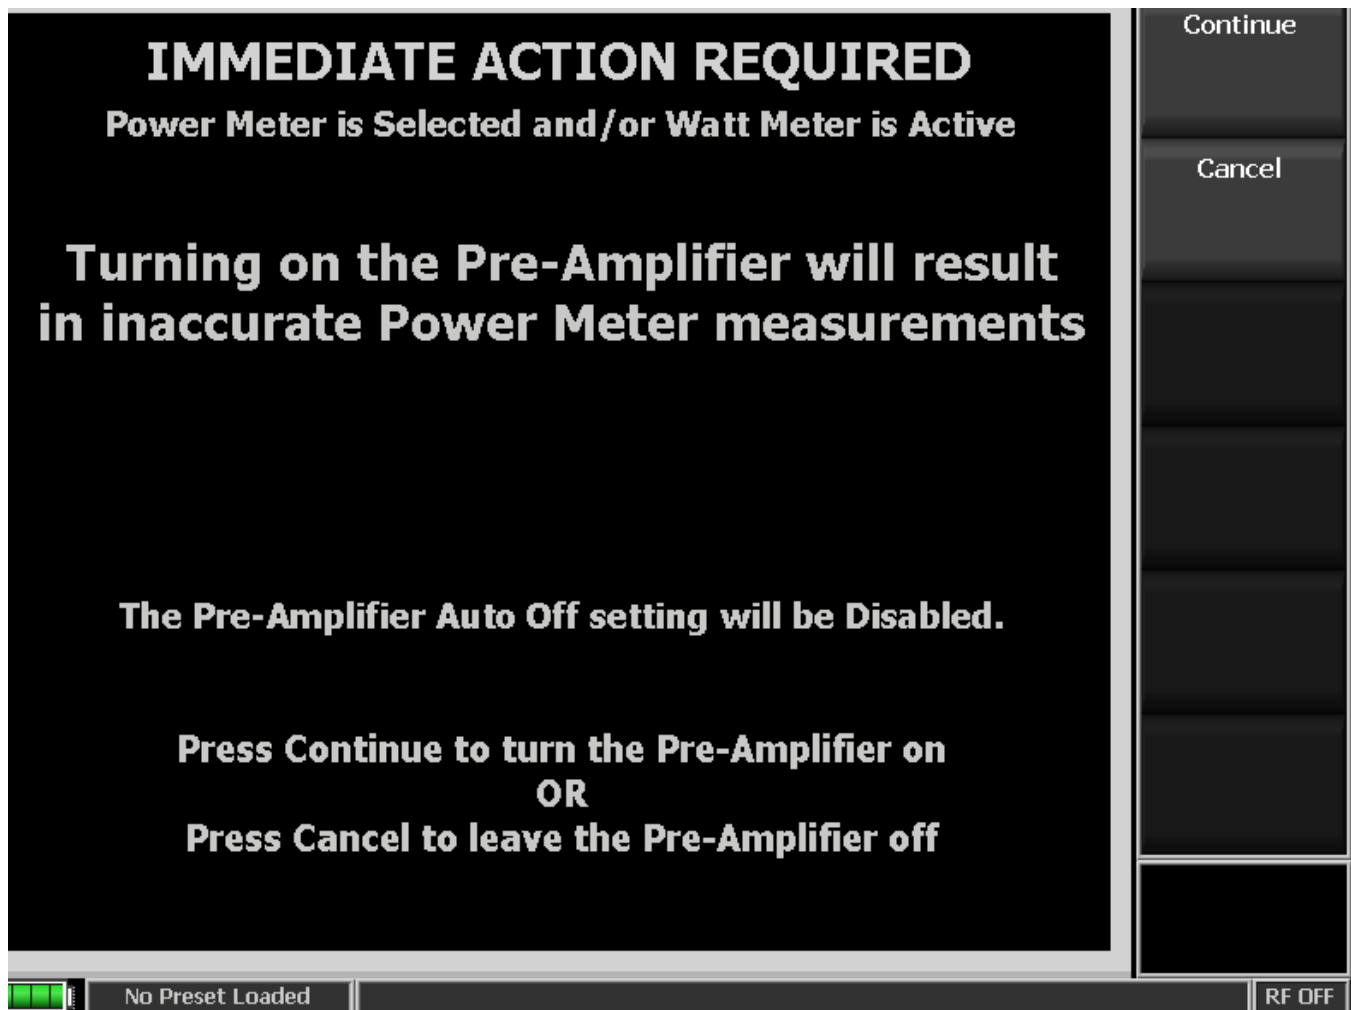 IMMEDIATE ACTION REQUIRED
Power Meter is Selected and/or Watt Meter is Active
Turning on the Pre-Amplifier will result
in inaccurate Power Meter measurements
The Pre-Amplifier Auto Off setting will be Disabled.
Press Continue to turn the Pre-Amplifier on
OR
Press Cancel to leave the Pre-Amplifier off
Continue
Cancel
No Preset Loaded
RF OFF